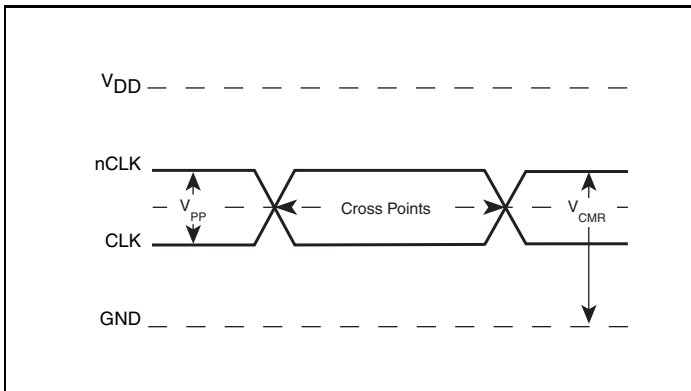 VDD
nCLK
VPP
Cross Points
VCMR
CLK
GND